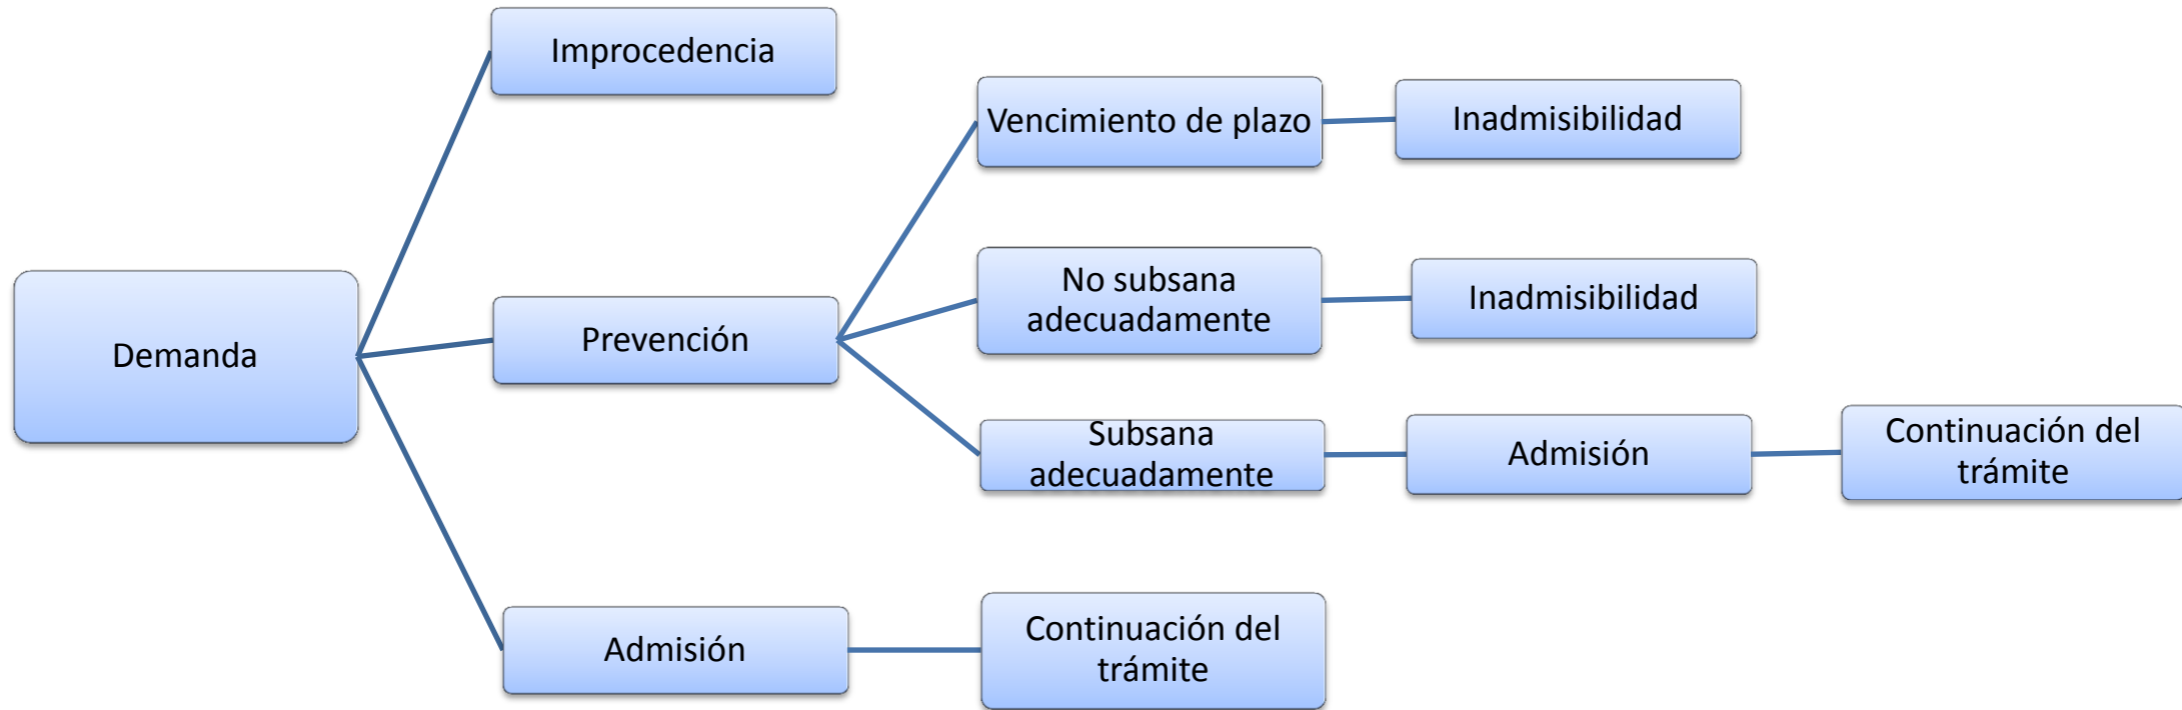 Improcedencia
Vencimiento de plazo
Inadmisibilidad
No subsana
adecuadamente
Inadmisibilidad
Demanda
Prevención
Subsana
adecuadamente
Admisión
Continuación del
trámite
Admisión
Continuación del
trámite